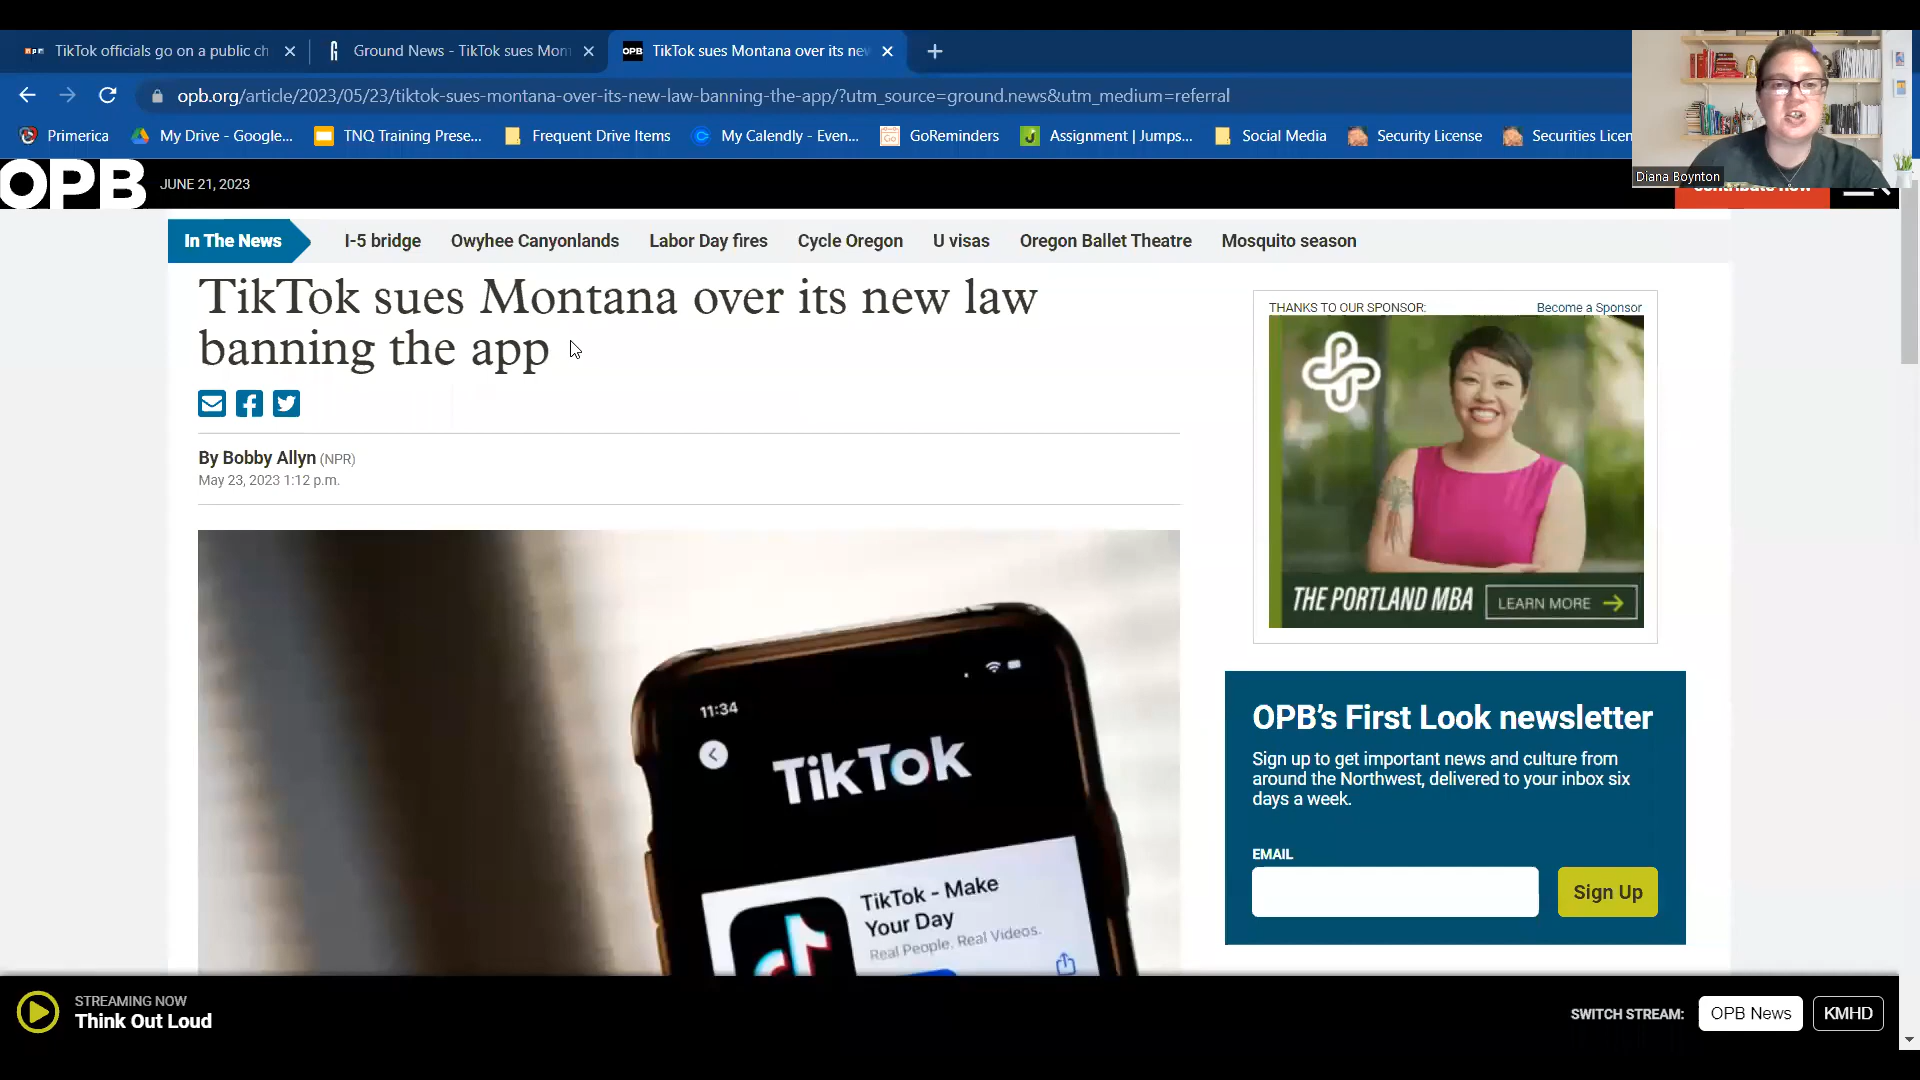 TikTok officials go on a public ch
Ground News - TikTok sues Mon
OPB TikTok sues Montana over its nev
opb.org/article/2023/05/23/tiktok-sues-montana-over-its-new-law-banning-the-app/?utm_source=ground.news&utm_medium=referral
Primerica My Drive - Google... TNQ Training Prese... Frequent Drive Items My Calendly - Even... GoReminders Assignment | Jumps... Social Media Security License Securities Licen
Diana Boynton
OPB JUNE 21, 2023
In The News I-5 bridge Owyhee Canyonlands Labor Day fires Cycle Oregon U visas Oregon Ballet Theatre Mosquito season
TikTok sues Montana over its new law
banning the app
By Bobby Allyn (NPR)
May 23, 2023 1:12 p.m.
11:34
TikTok
TikTok - Make
Your Day
Real People. Real Videos.
THANKS TO OUR SPONSOR: Become a Sponsor
THE PORTLAND MBA LEARN MORE
OPB's First Look newsletter
Sign up to get important news and culture from
around the Northwest, delivered to your inbox six
days a week.
EMAIL
Sign Up
STREAMING NOW
Think Out Loud
SWITCH STREAM: OPB News KMHD